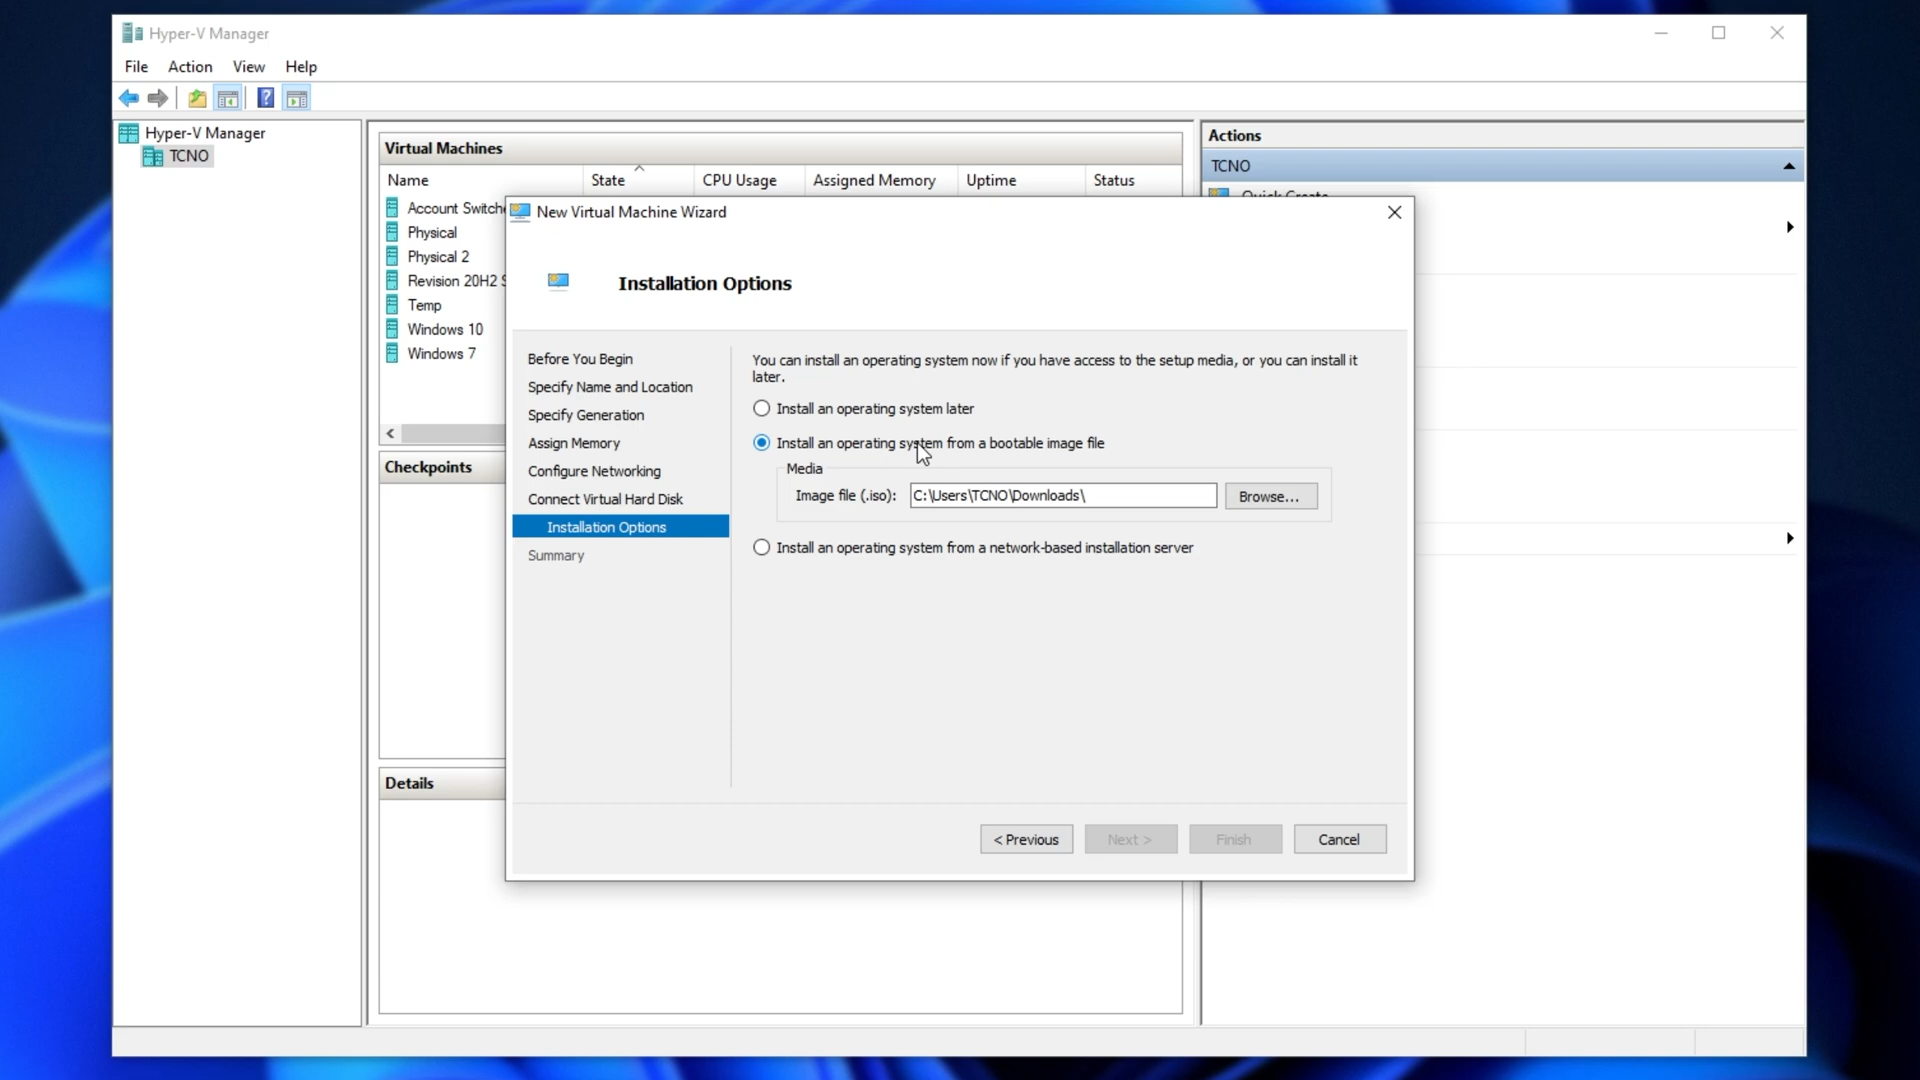 Hyper-V Manager
File Action View Help
Hyper-V Manager
TCNO
Virtual Machines
Name State CPU Usage Assigned Memory Uptime Status
Account Switche
Physical
Physical 2
Revision 20H2
Temp
Windows 10
Windows 7
Checkpoints
Details
Actions
TCNO
Quick Create
New Virtual Machine Wizard
Installation Options
Before You Begin
Specify Name and Location
Specify Generation
Assign Memory
Configure Networking
Connect Virtual Hard Disk
Installation Options
Summary
You can install an operating system now if you have access to the setup media, or you can install it
later.
Install an operating system later
Install an operating system from a bootable image file
Media
Image file (.iso): C:\Users\TCNO\Downloads\ Browse...
Install an operating system from a network-based installation server
< Previous Next > Finish Cancel